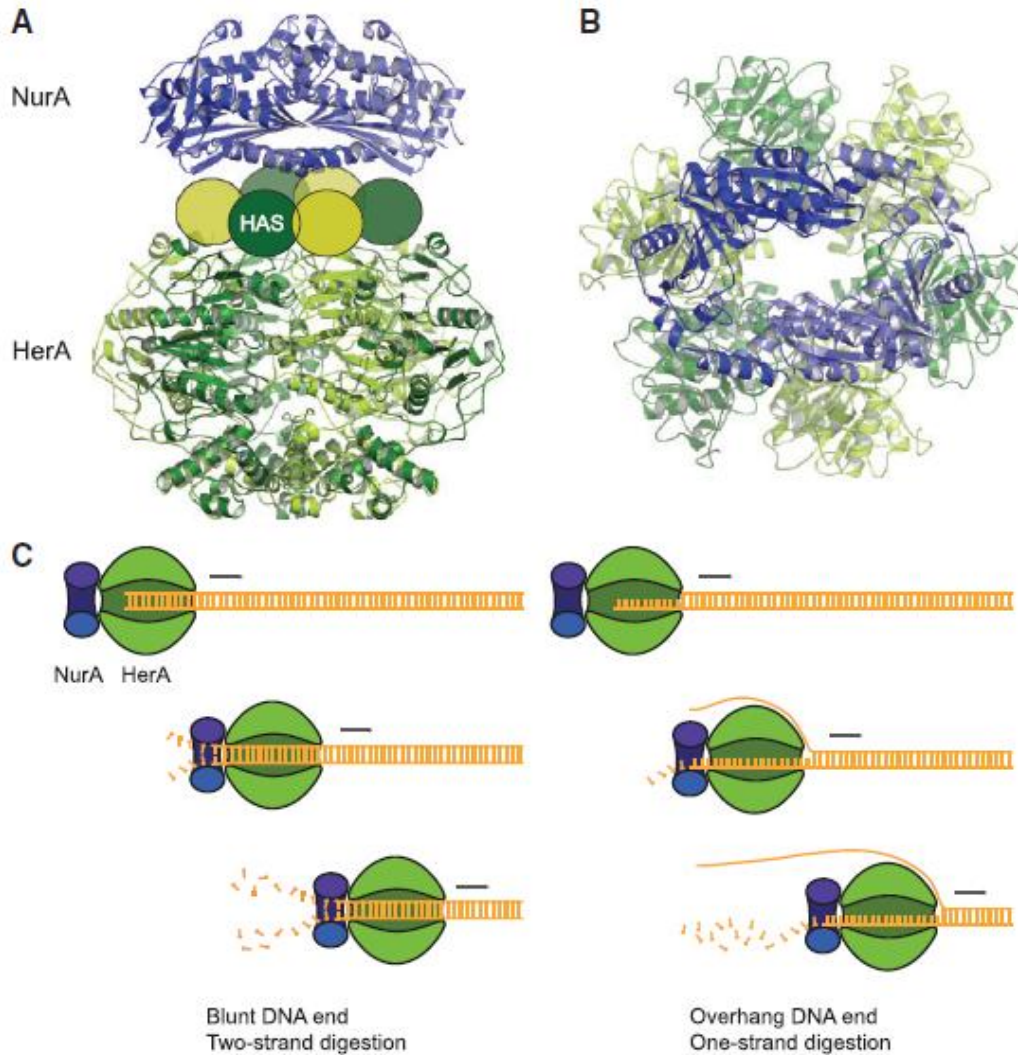 A
B
NurA
HAS
HerA
C
NurA HerA
Blunt DNA end
Two-strand digestion
Overhang DNA end
One-strand digestion